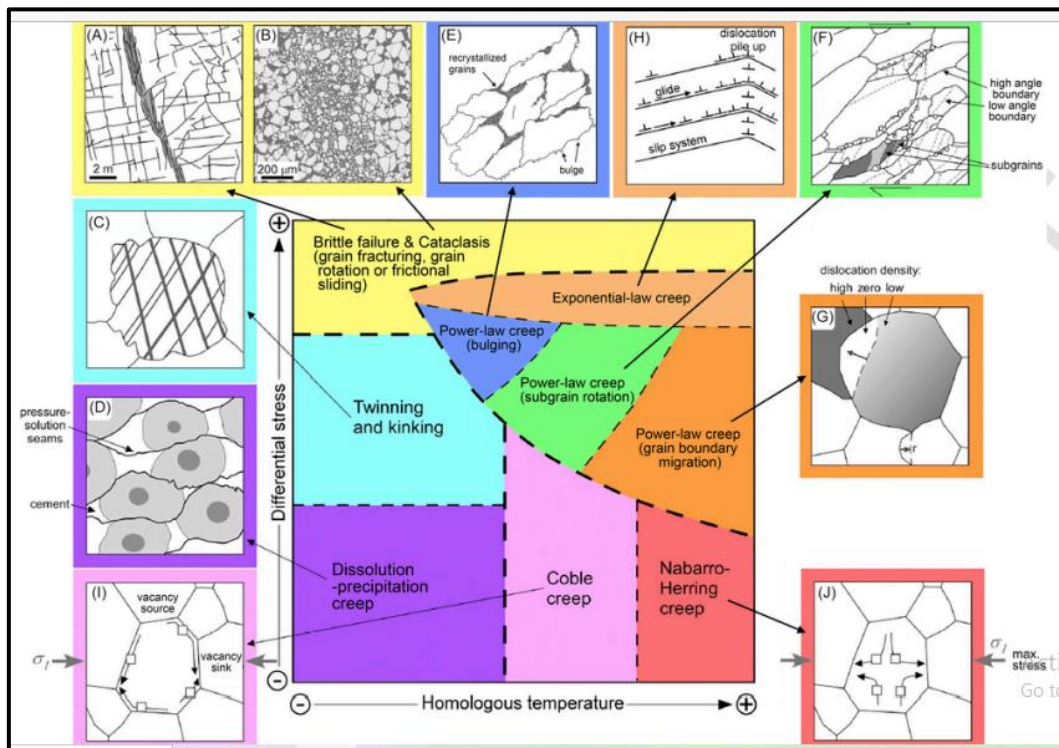 (A)
2 m
(B)
200 µm
(E)
recrystallized
grains
bulge
(H)
dislocation
pile up
glide
slip system
(F)
high angle
boundary
low angle
boundary
subgrains
(C)
(D)
pressure-
solution
seams
cement
(I)
vacancy
source
vacancy
sink
σ₁
Differential stress
+
-
Brittle failure & Cataclasis
(grain fracturing, grain
rotation or frictional
sliding)
Exponential-law creep
Power-law creep
(bulging)
Power-law creep
(subgrain rotation)
Twinning
and kinking
Power-law creep
(grain boundary
migration)
Dissolution
-precipitation
creep
Coble
creep
Nabarro-
Herring
creep
- Homologous temperature +
dislocation density:
high zero low
(G)
r
(J)
σ₁ max.
stress
Go to